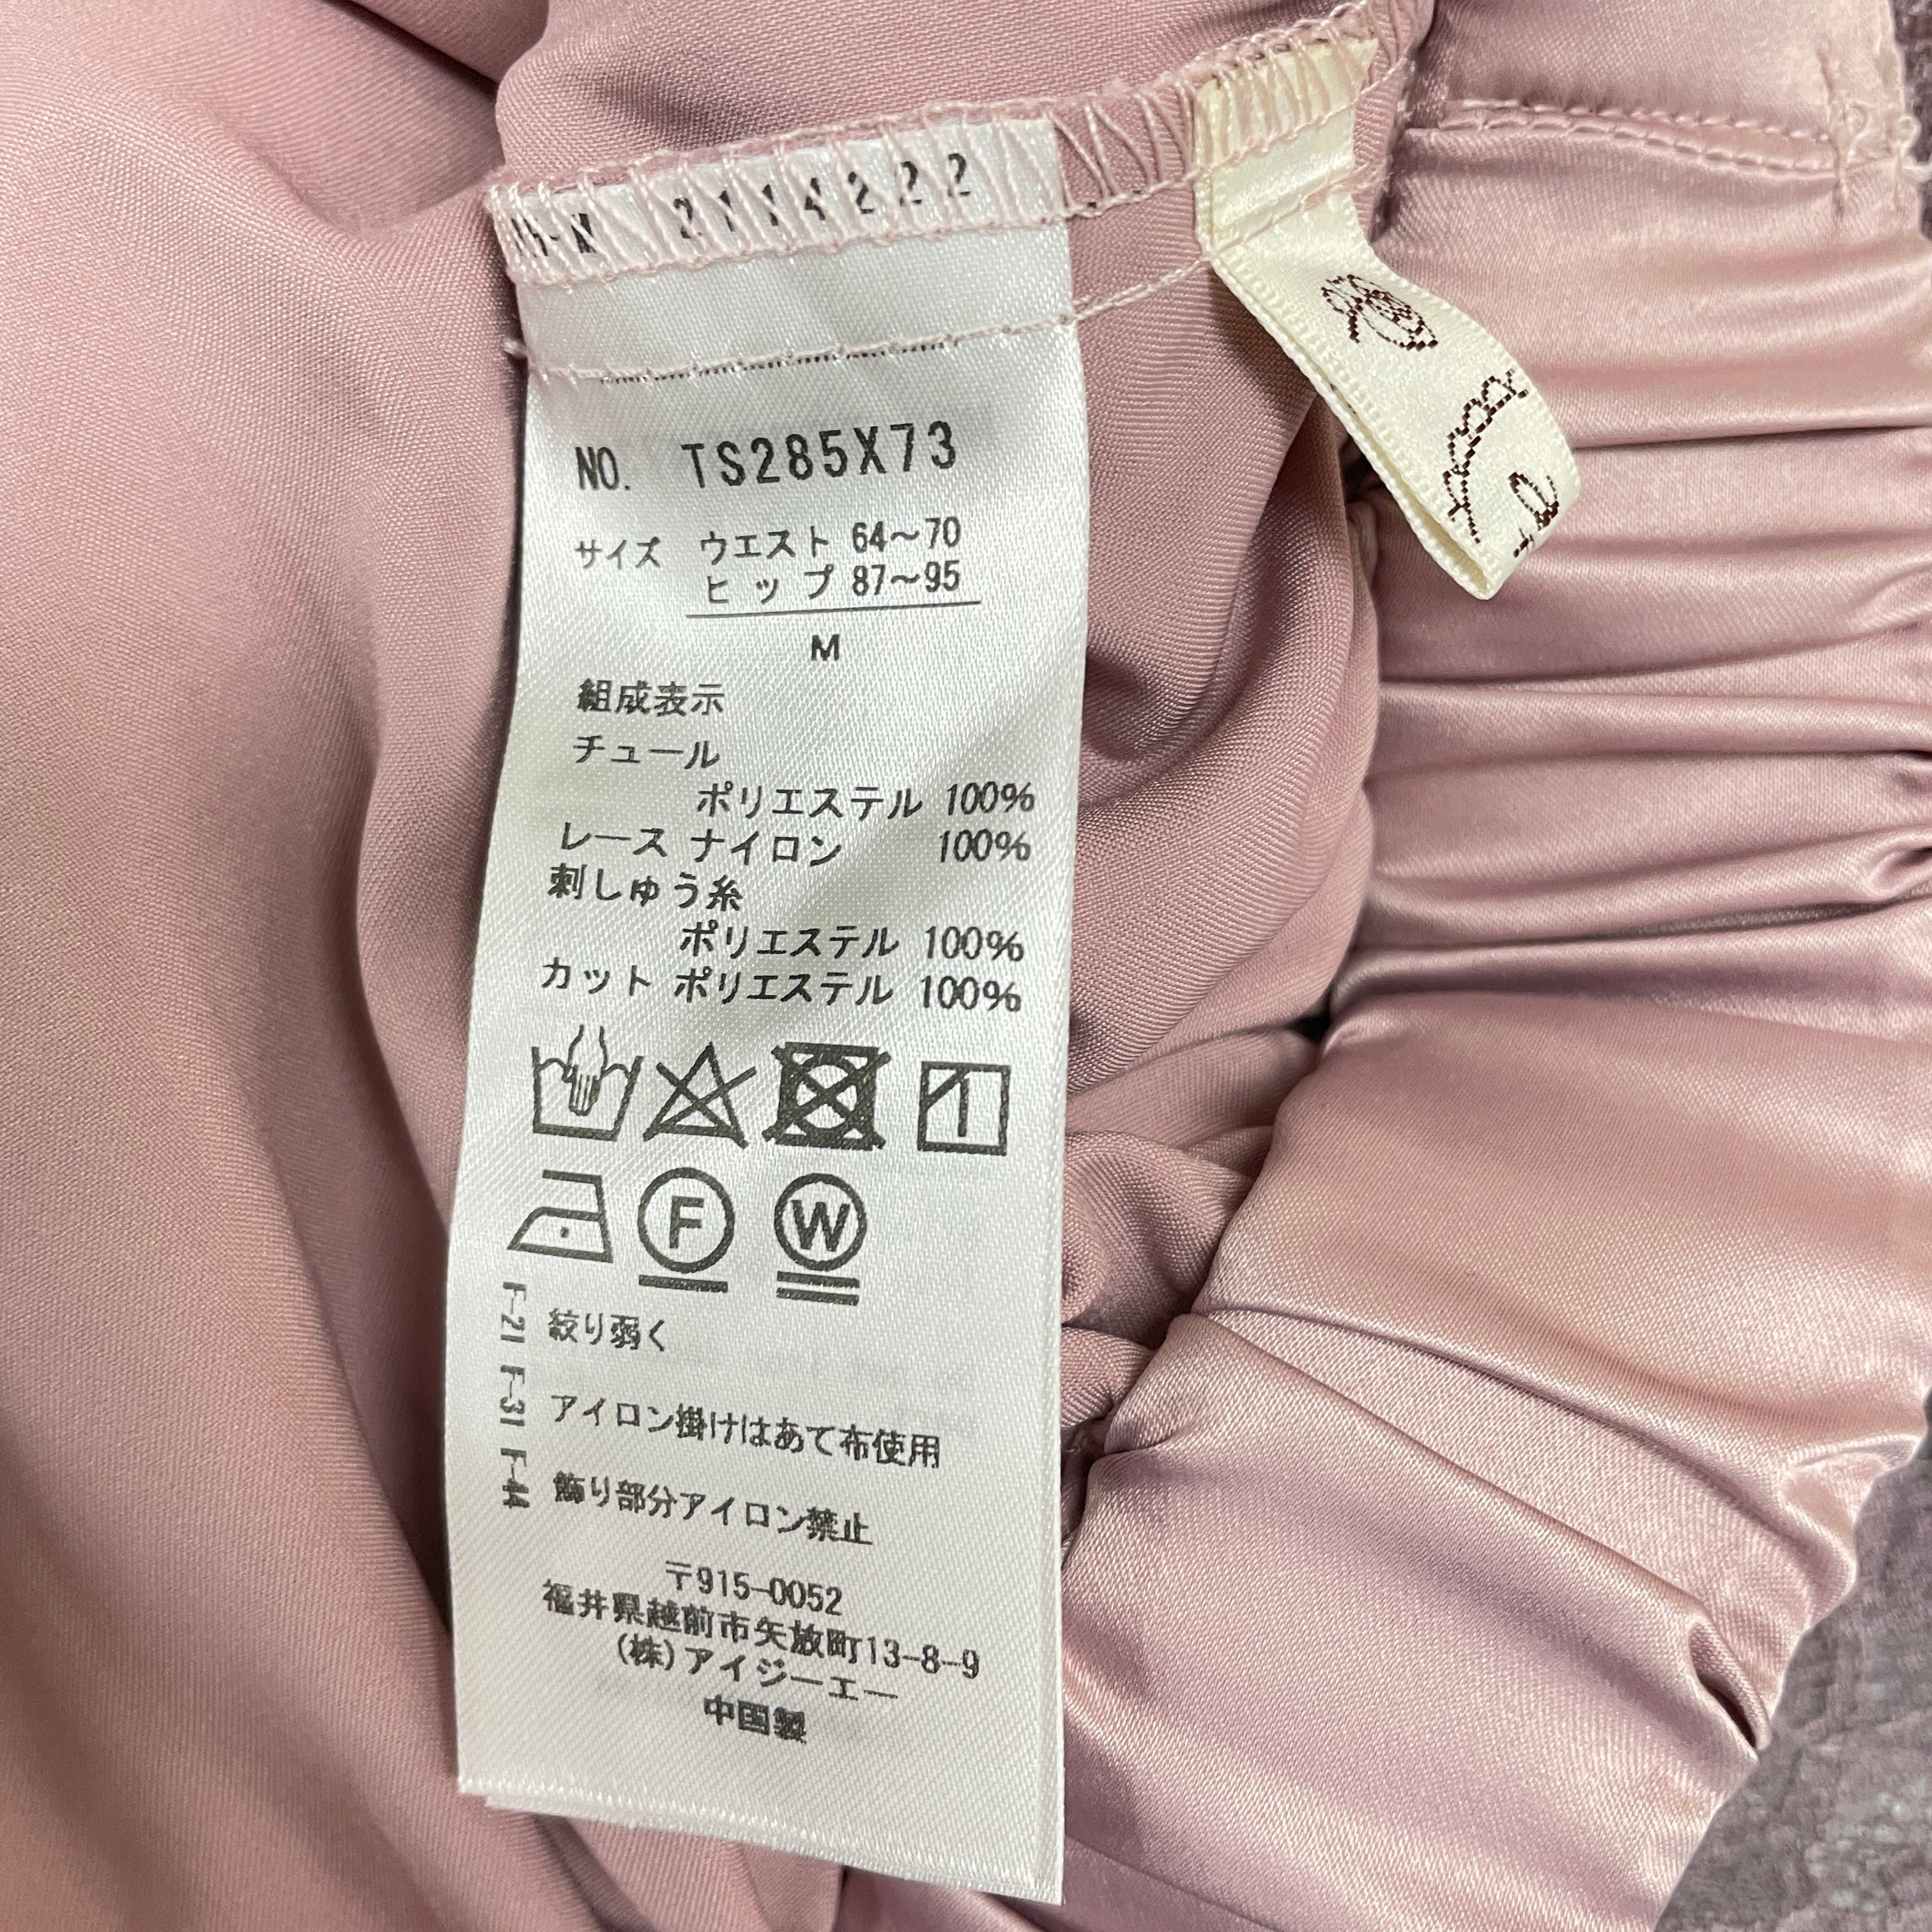 2114222
NO. TS285X73
サイズ ウエスト 64～70
ヒップ 87～95
M
組成表示
チュール
ポリエステル 100%
レース ナイロン 100%
刺しゅう糸
ポリエステル 100%
カット ポリエステル 100%
F W
F-21 絞り弱く
F-31 アイロン掛けはあて布使用
F-44 飾り部分アイロン禁止
〒915-0052
福井県越前市矢放町13-8-9
(株)アイジーエー
中国製